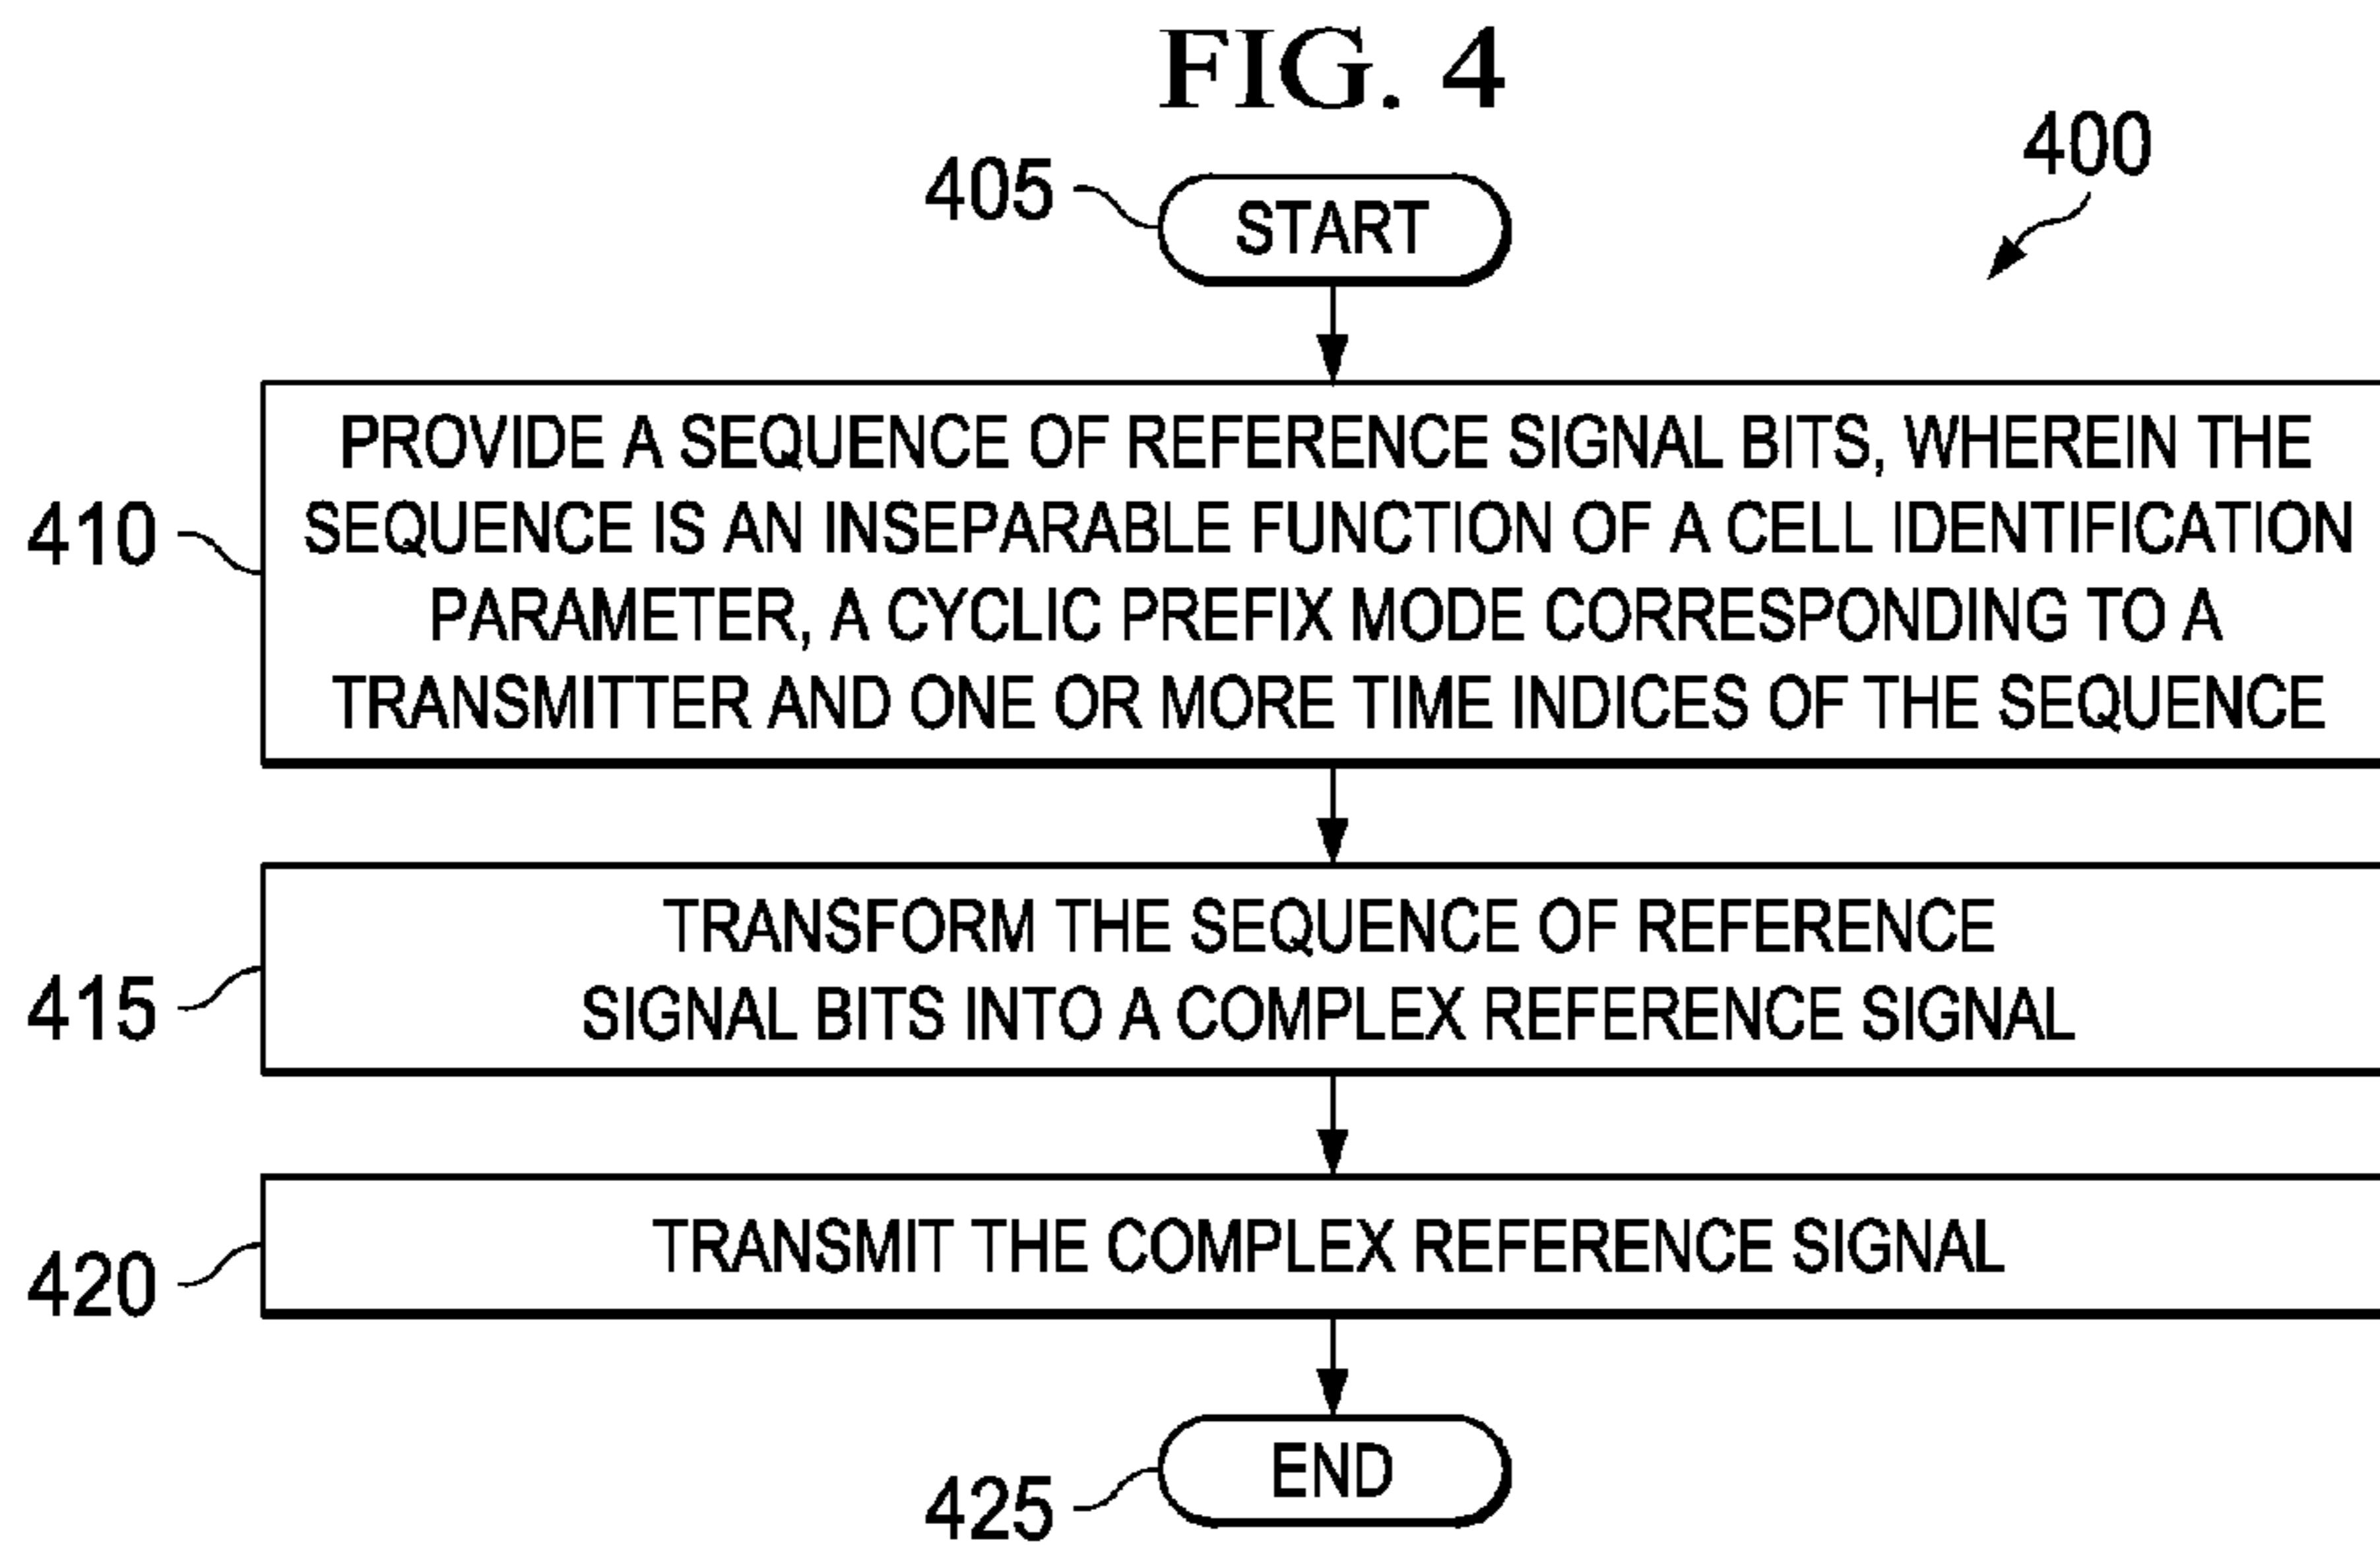 FIG. 4
400
405
START
410
PROVIDE A SEQUENCE OF REFERENCE SIGNAL BITS, WHEREIN THE
SEQUENCE IS AN INSEPARABLE FUNCTION OF A CELL IDENTIFICATION
PARAMETER, A CYCLIC PREFIX MODE CORRESPONDING TO A
TRANSMITTER AND ONE OR MORE TIME INDICES OF THE SEQUENCE
415
TRANSFORM THE SEQUENCE OF REFERENCE
SIGNAL BITS INTO A COMPLEX REFERENCE SIGNAL
420
TRANSMIT THE COMPLEX REFERENCE SIGNAL
425
END